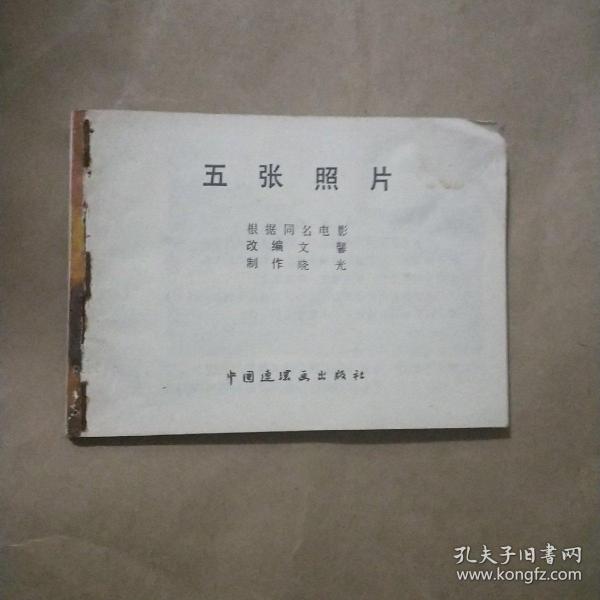 五张照片
根据同名电影
改编 文馨
制作 晓光
中国连环画出版社
孔夫子旧书网
www.kongfz.com